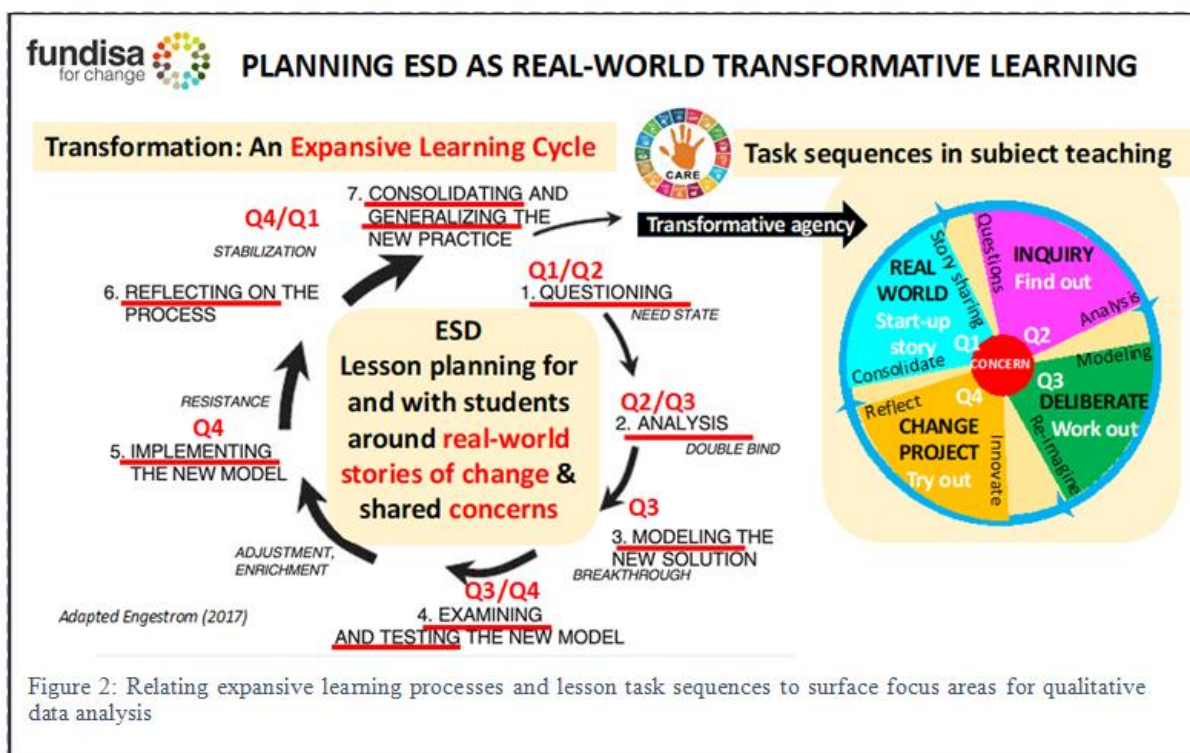 fundisa
for change
PLANNING ESD AS REAL-WORLD TRANSFORMATIVE LEARNING
Transformation: An Expansive Learning Cycle
CARE
Task sequences in subiect teaching
7. CONSOLIDATING AND
GENERALIZING THE
NEW PRACTICE
Q4/Q1
STABILIZATION
Transformative agency
Q1/Q2
1. QUESTIONING
NEED STATE
6. REFLECTING ON THE
PROCESS
ESD
Lesson planning for
and with students
around real-world
stories of change &
shared concerns
Q2/Q3
2. ANALYSIS
DOUBLE BIND
RESISTANCE
Q4
5. IMPLEMENTING
THE NEW MODEL
Q3
3. MODELING THE
NEW SOLUTION
BREAKTHROUGH
ADJUSTMENT,
ENRICHMENT
Q3/Q4
4. EXAMINING
AND TESTING THE NEW MODEL
Adapted Engestrom (2017)
REAL
WORLD
Start-up
story
Q1
Story sharing
Questions
INQUIRY
Find out
Q2
Analysis
CONCERN
Consolidate
Modeling
Q3
DELIBERATE
Work out
Re-Imagine
Reflect
Q4
CHANGE
PROJECT
Try out
Innovate
Figure 2: Relating expansive learning processes and lesson task sequences to surface focus areas for qualitative
data analysis